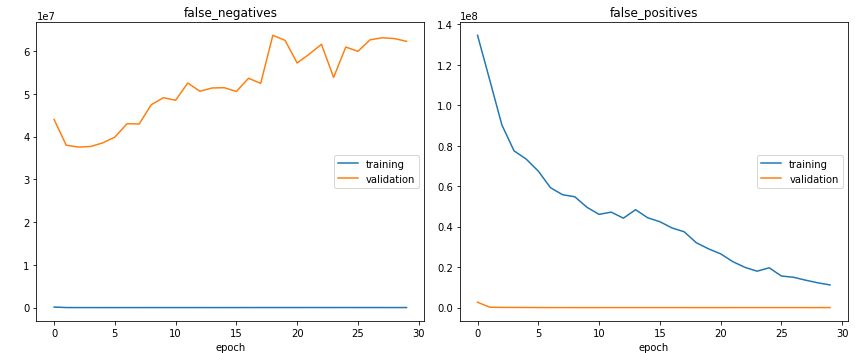 false_negatives
1e7
7
6
5
4
3
2
1
0
0 5 10 15 20 25 30
epoch
training
validation
false_positives
1e8
1.4
1.2
1.0
0.8
0.6
0.4
0.2
0.0
0 5 10 15 20 25 30
epoch
training
validation